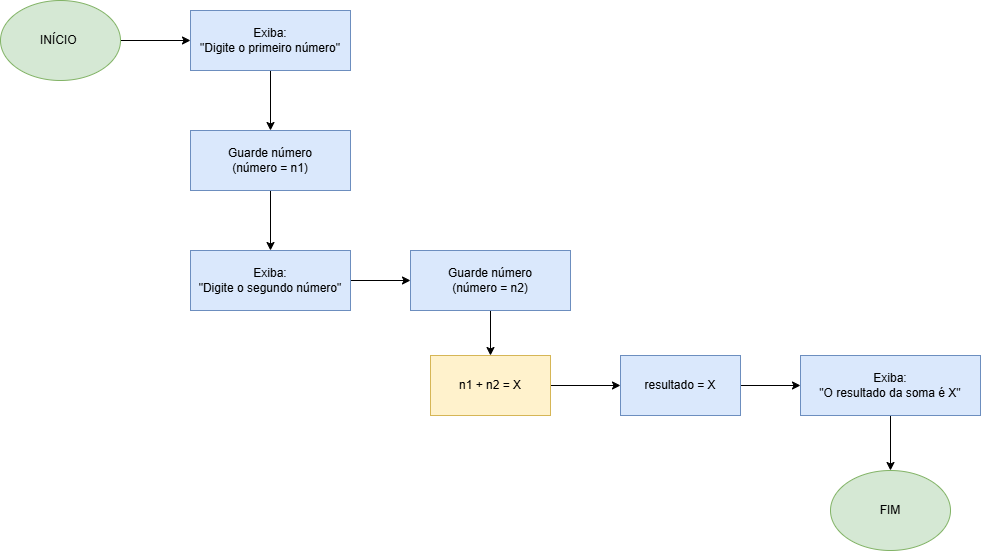 INÍCIO
Exiba:
"Digite o primeiro número"
Guarde número
(número = n1)
Exiba:
"Digite o segundo número"
Guarde número
(número = n2)
n1 + n2 = X
resultado = X
Exiba:
"O resultado da soma é X"
FIM